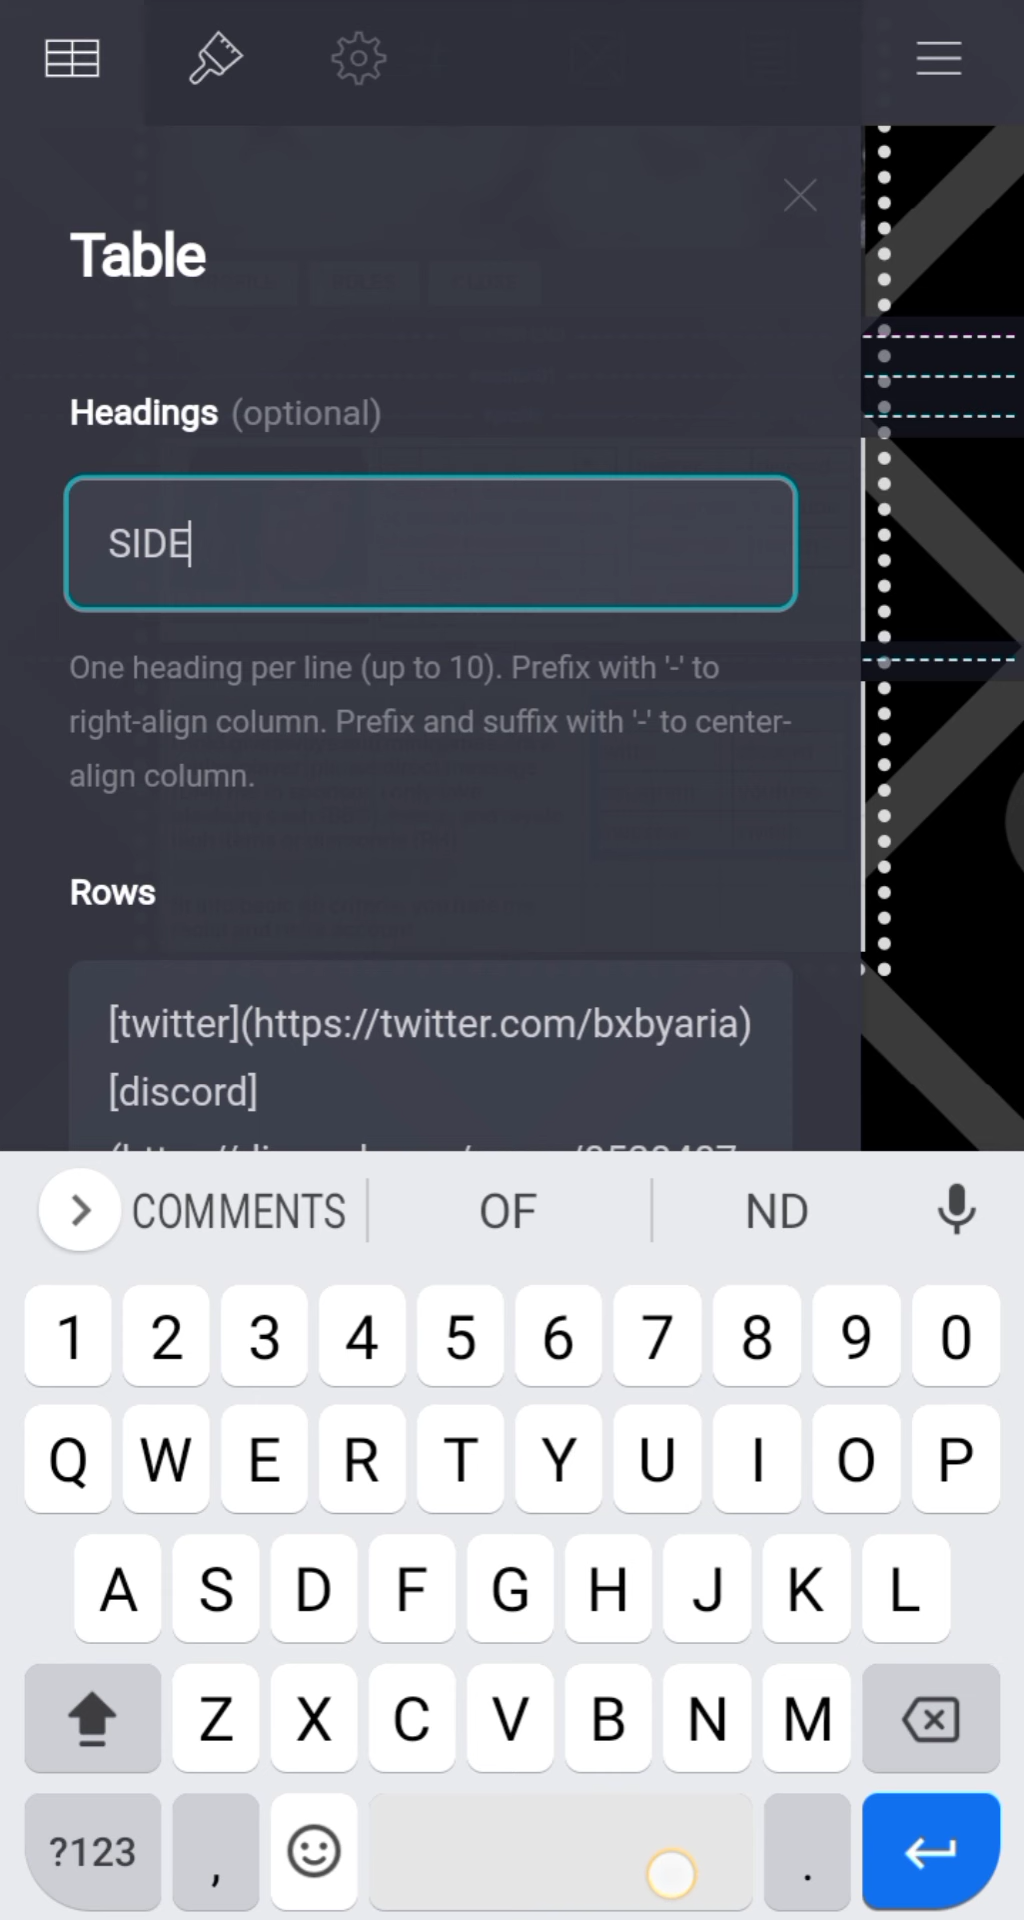 Table
Headings (optional)
SIDE
One heading per line (up to 10). Prefix with '-' to
right-align column. Prefix and suffix with '-' to center-
align column.
Rows
[twitter](https://twitter.com/bxbyaria)
[discord]
COMMENTS OF ND
1 2 3 4 5 6 7 8 9 0
Q W E R T Y U I O P
A S D F G H J K L
Z X C V B N M
?123 , .